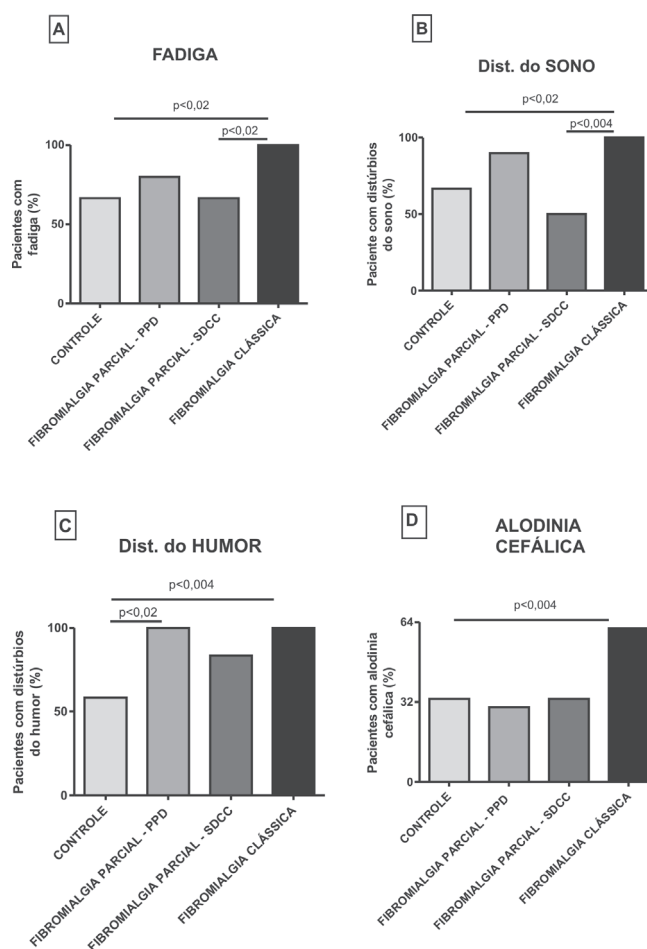 A
FADIGA
p<0,02
p<0,02
100
50
0
Pacientes com
fadiga (%)
CONTROLE
FIBROMIALGIA PARCIAL - PPD
FIBROMIALGIA PARCIAL - SDCC
FIBROMIALGIA CLÁSSICA
B
Dist. do SONO
p<0,02
p<0,004
100
50
0
Paciente com distúrbios
do sono (%)
CONTROLE
FIBROMIALGIA PARCIAL - PPD
FIBROMIALGIA PARCIAL - SDCC
FIBROMIALGIA CLÁSSICA
C
Dist. do HUMOR
p<0,004
p<0,02
100
50
0
Pacientes com distúrbios
do humor (%)
CONTROLE
FIBROMIALGIA PARCIAL - PPD
FIBROMIALGIA PARCIAL - SDCC
FIBROMIALGIA CLÁSSICA
D
ALODINIA
CEFÁLICA
p<0,004
64
32
0
Pacientes com alodinia
cefálica (%)
CONTROLE
FIBROMIALGIA PARCIAL - PPD
FIBROMIALGIA PARCIAL - SDCC
FIBROMIALGIA CLÁSSICA